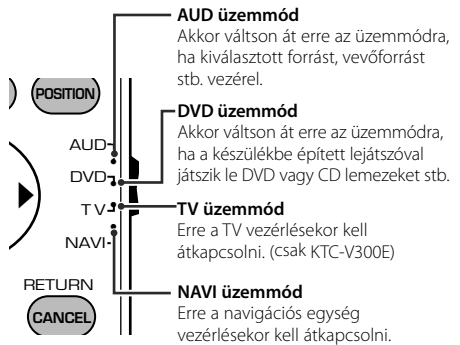 AUD üzemmód
Akkor váltson át erre az üzemmódra,
ha kiválasztott forrást, vevőforrást
stb. vezérel.
DVD üzemmód
Akkor váltson át erre az üzemmódra,
ha a készülékbe épített lejátszóval
játszik le DVD vagy CD lemezeket stb.
TV üzemmód
Erre a TV vezérlésekor kell
átkapcsolni. (csak KTC-V300E)
NAVI üzemmód
Erre a navigációs egység
vezérlésekor kell átkapcsolni.
POSITION
AUD
DVD
TV
NAVI
RETURN
CANCEL